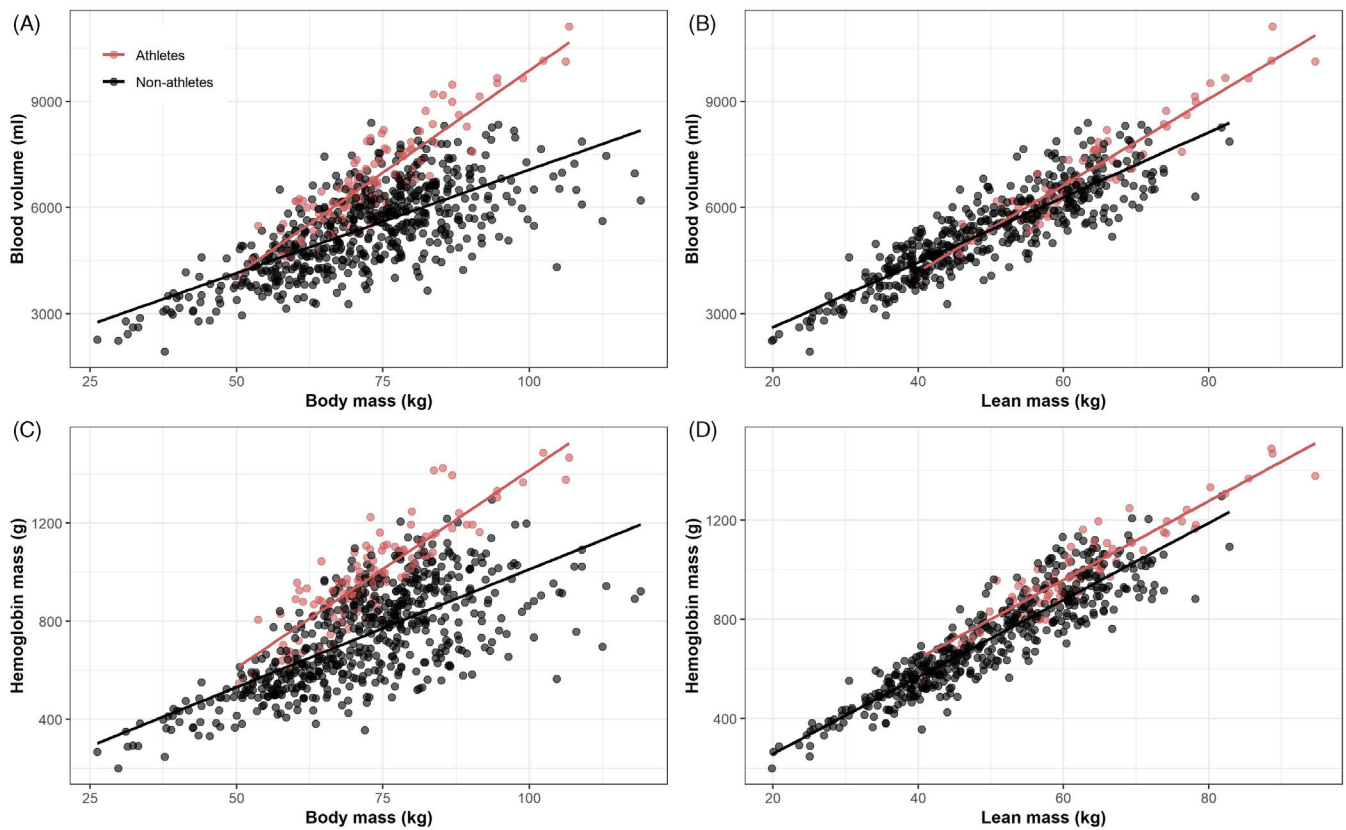 (A)
Athletes
Non-athletes
Blood volume (ml)
9000
6000
3000
25 50 75 100
Body mass (kg)
(B)
Blood volume (ml)
9000
6000
3000
20 40 60 80
Lean mass (kg)
(C)
Hemoglobin mass (g)
1200
800
400
25 50 75 100
Body mass (kg)
(D)
Hemoglobin mass (g)
1200
800
400
20 40 60 80
Lean mass (kg)